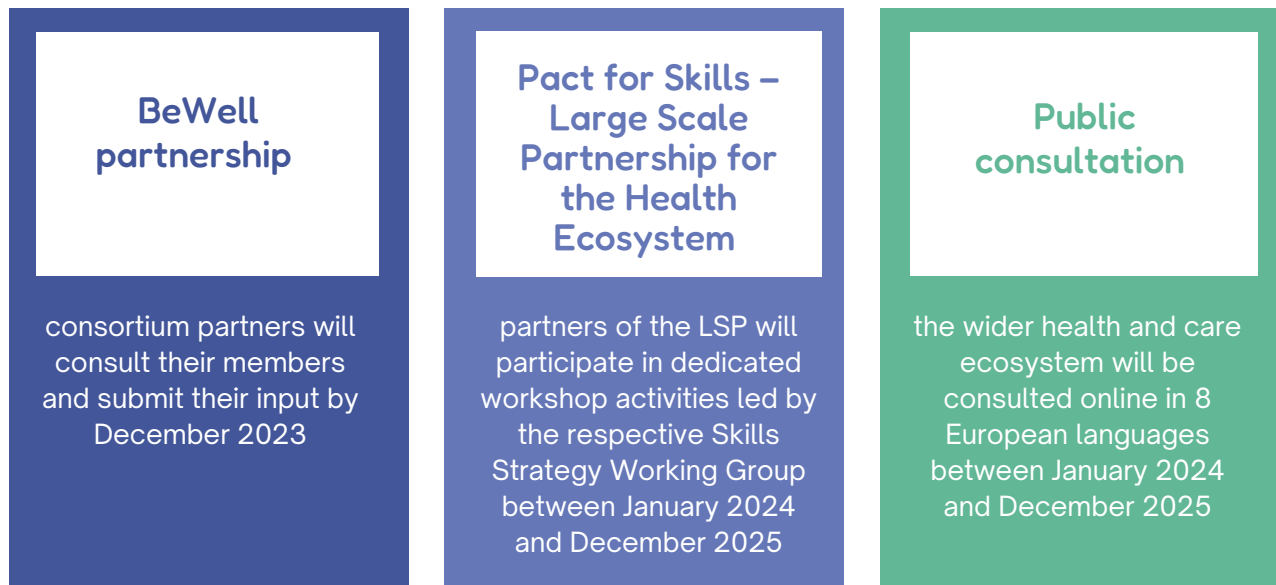 BeWell
partnership
consortium partners will
consult their members
and submit their input by
December 2023
Pact for Skills –
Large Scale
Partnership for
the Health
Ecosystem
partners of the LSP will
participate in dedicated
workshop activities led by
the respective Skills
Strategy Working Group
between January 2024
and December 2025
Public
consultation
the wider health and care
ecosystem will be
consulted online in 8
European languages
between January 2024
and December 2025